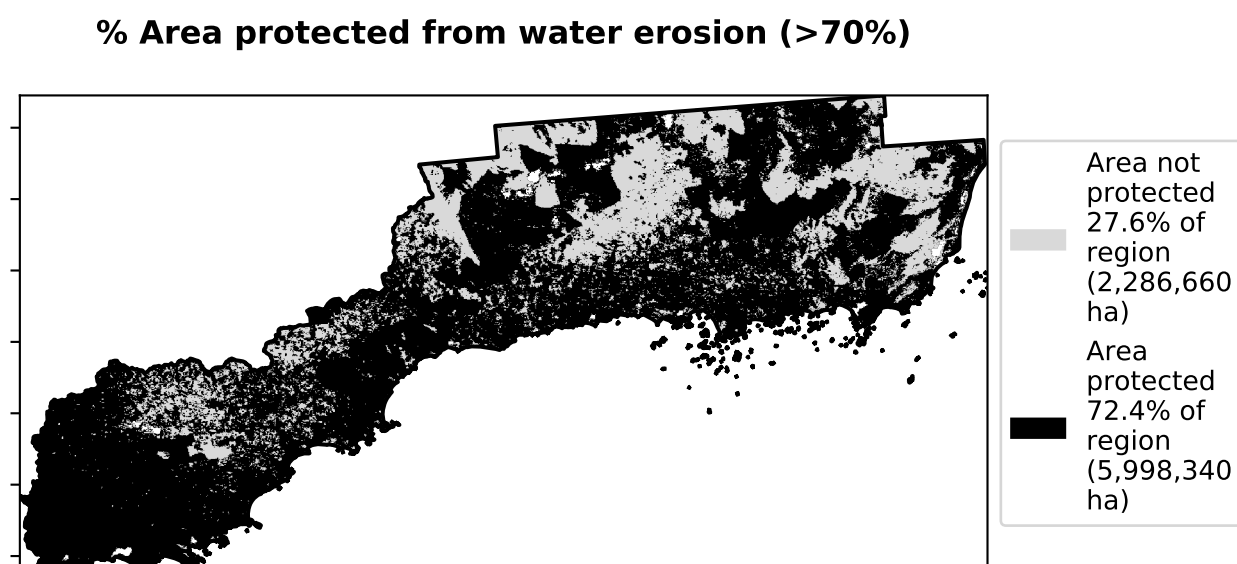 % Area protected from water erosion (>70%)
Area not
protected
27.6% of
region
(2,286,660
ha)
Area
protected
72.4% of
region
(5,998,340
ha)